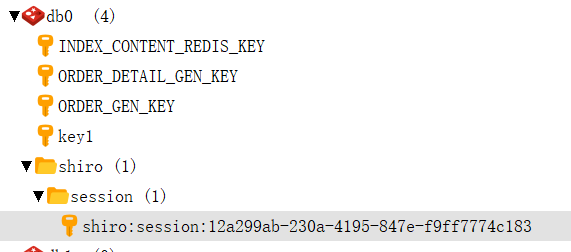 db0 (4)
INDEX_CONTENT_REDIS_KEY
ORDER_DETAIL_GEN_KEY
ORDER_GEN_KEY
key1
shiro (1)
session (1)
shiro:session:12a299ab-230a-4195-847e-f9ff7774c183